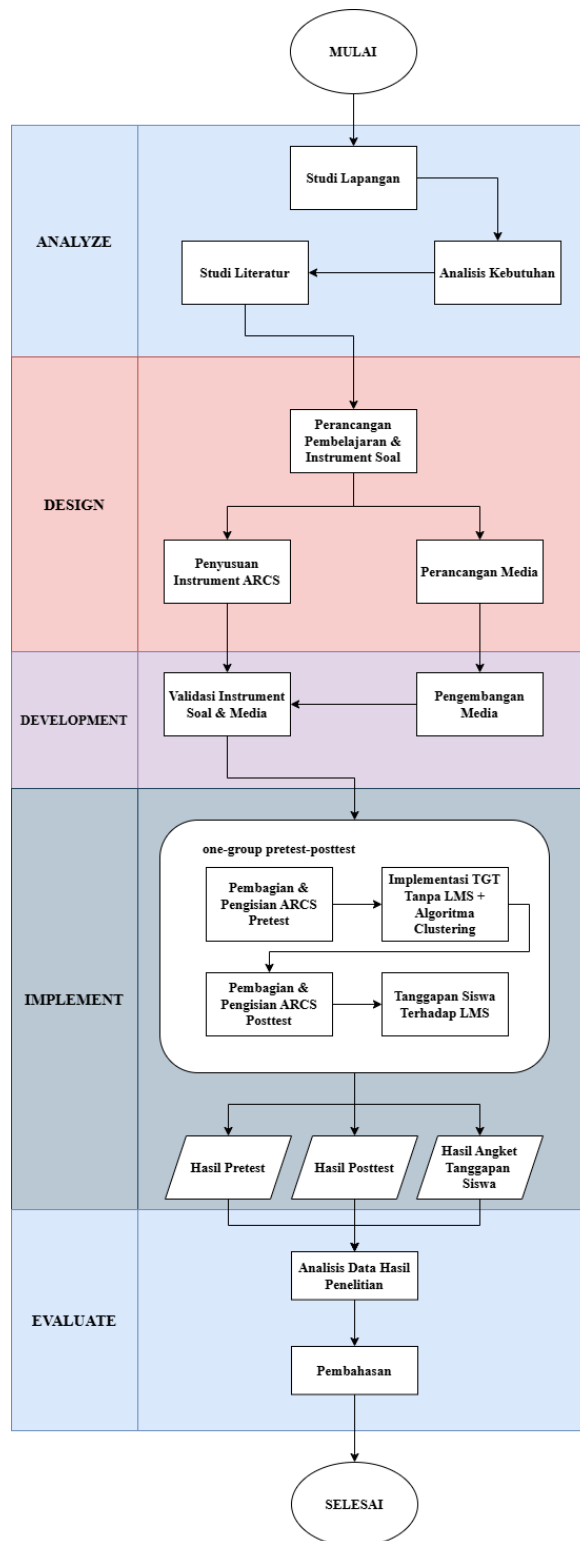 MULAI
ANALYZE
Studi Lapangan
Studi Literatur
Analisis Kebutuhan
DESIGN
Perancangan
Pembelajaran &
Instrument Soal
Penyusuan
Instrument ARCS
Perancangan Media
DEVELOPMENT
Validasi Instrument
Soal & Media
Pengembangan
Media
IMPLEMENT
one-group pretest-posttest
Pembagian &
Pengisian ARCS
Pretest
Implementasi TGT
Tanpa LMS +
Algoritma
Clustering
Pembagian &
Pengisian ARCS
Posttest
Tanggapan Siswa
Terhadap LMS
Hasil Pretest
Hasil Posttest
Hasil Angket
Tanggapan
Siswa
EVALUATE
Analisis Data Hasil
Penelitian
Pembahasan
SELESAI